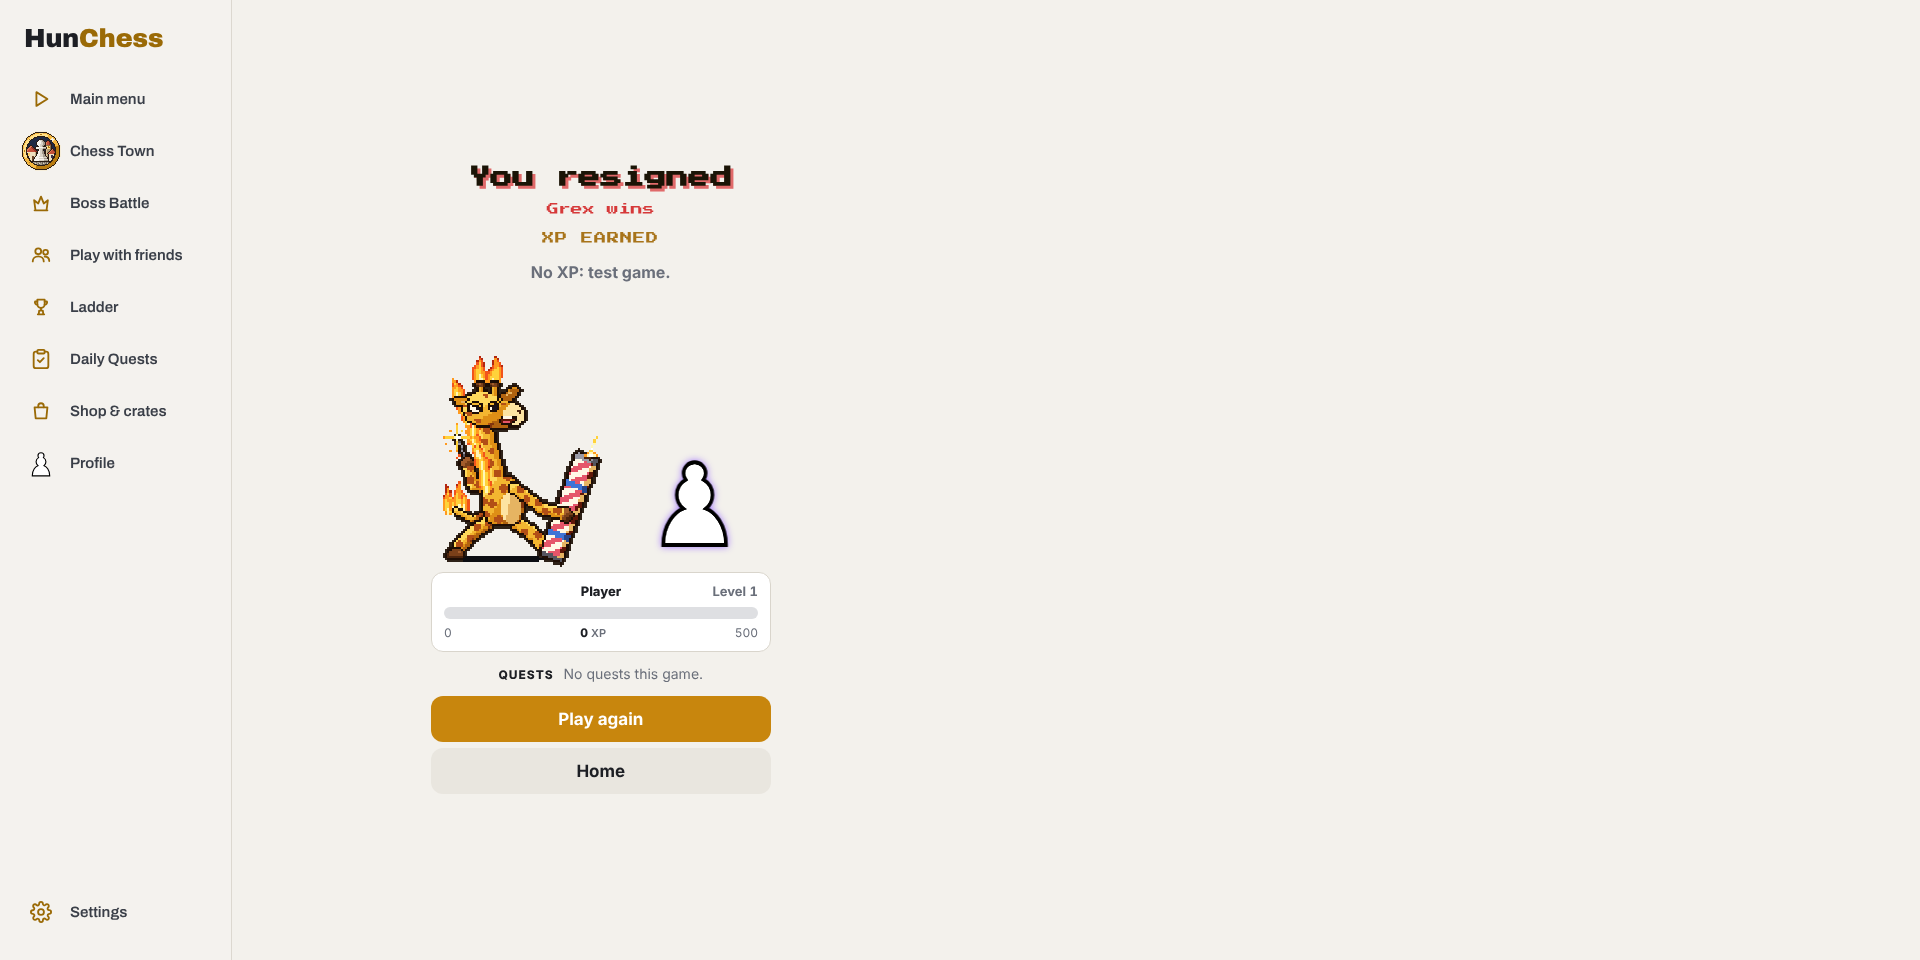 HunChess
Main menu
Chess Town
Boss Battle
Play with friends
Ladder
Daily Quests
Shop & crates
Profile
Settings
You resigned
Grex wins
XP EARNED
No XP: test game.
Player Level 1
0 0 XP 500
QUESTS No quests this game.
Play again
Home